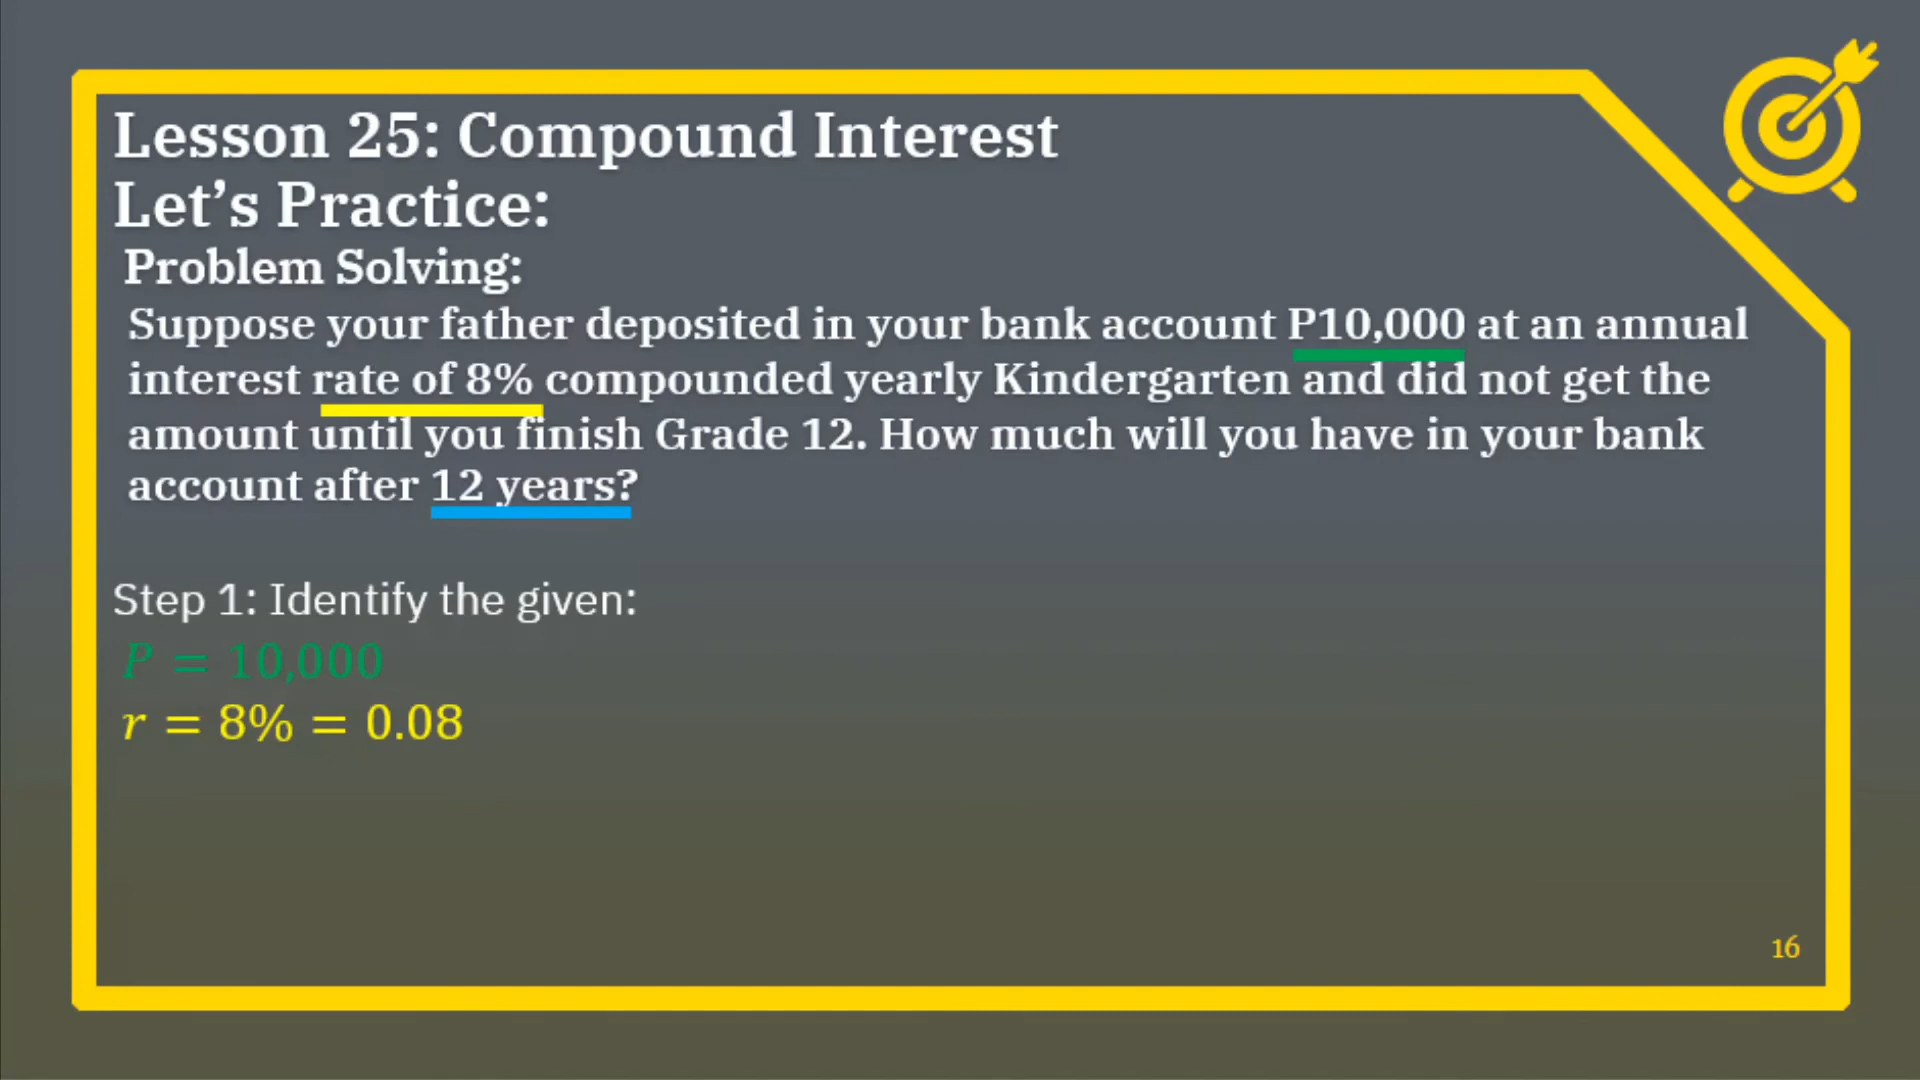 Lesson 25: Compound Interest
Let’s Practice:
Problem Solving:
Suppose your father deposited in your bank account P10,000 at an annual
interest rate of 8% compounded yearly Kindergarten and did not get the
amount until you finish Grade 12. How much will you have in your bank
account after 12 years?
Step 1: Identify the given:
P = 10,000
r = 8% = 0.08
16